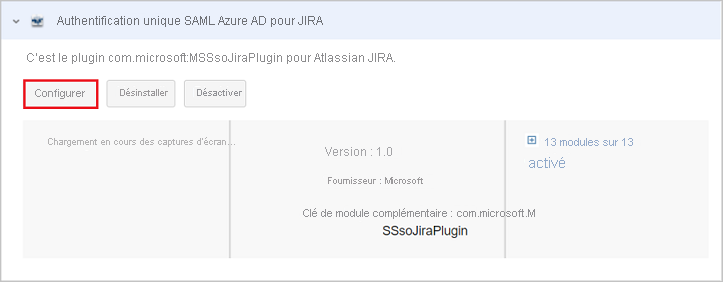 Authentification unique SAML Azure AD pour JIRA
C'est le plugin com.microsoft:MSSsoJiraPlugin pour Atlassian JIRA.
Configurer
Désinstaller
Désactiver
Chargement en cours des captures d'écran...
Version : 1.0
Fournisseur : Microsoft
Clé de module complémentaire : com.microsoft.M
SSsoJiraPlugin
13 modules sur 13
activé